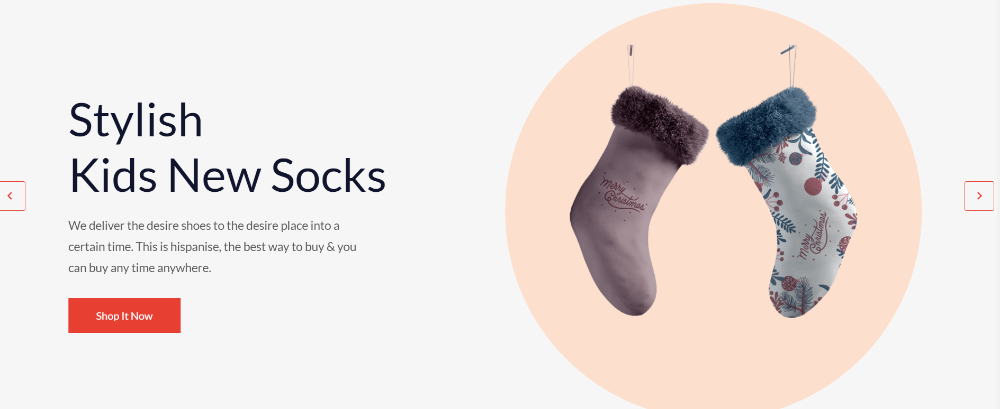 Stylish
Kids New Socks
We deliver the desire shoes to the desire place into a
certain time. This is hispanise, the best way to buy & you
can buy any time anywhere.
Shop It Now
Merry
Christmas
Merry
Christmas